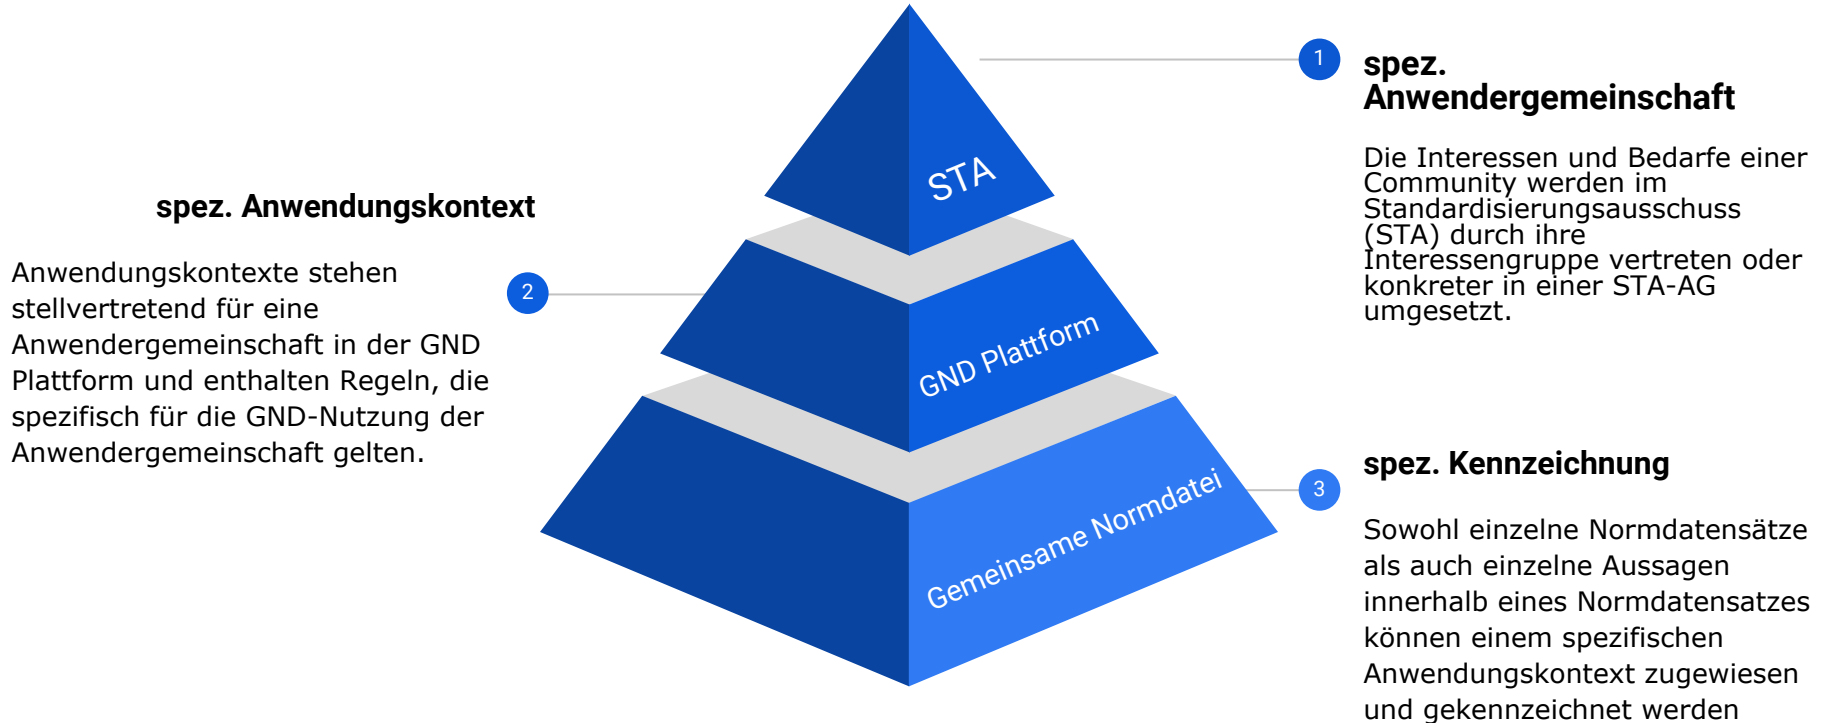 1
spez.
Anwendergemeinschaft
Die Interessen und Bedarfe einer
Community werden im
Standardisierungsausschuss
(STA) durch ihre
Interessengruppe vertreten oder
konkreter in einer STA-AG
umgesetzt.
STA
spez. Anwendungskontext
Anwendungskontexte stehen
stellvertretend für eine
Anwendergemeinschaft in der GND
Plattform und enthalten Regeln, die
spezifisch für die GND-Nutzung der
Anwendergemeinschaft gelten.
2
GND Plattform
Gemeinsame Normdatei
3
spez. Kennzeichnung
Sowohl einzelne Normdatensätze
als auch einzelne Aussagen
innerhalb eines Normdatensatzes
können einem spezifischen
Anwendungskontext zugewiesen
und gekennzeichnet werden